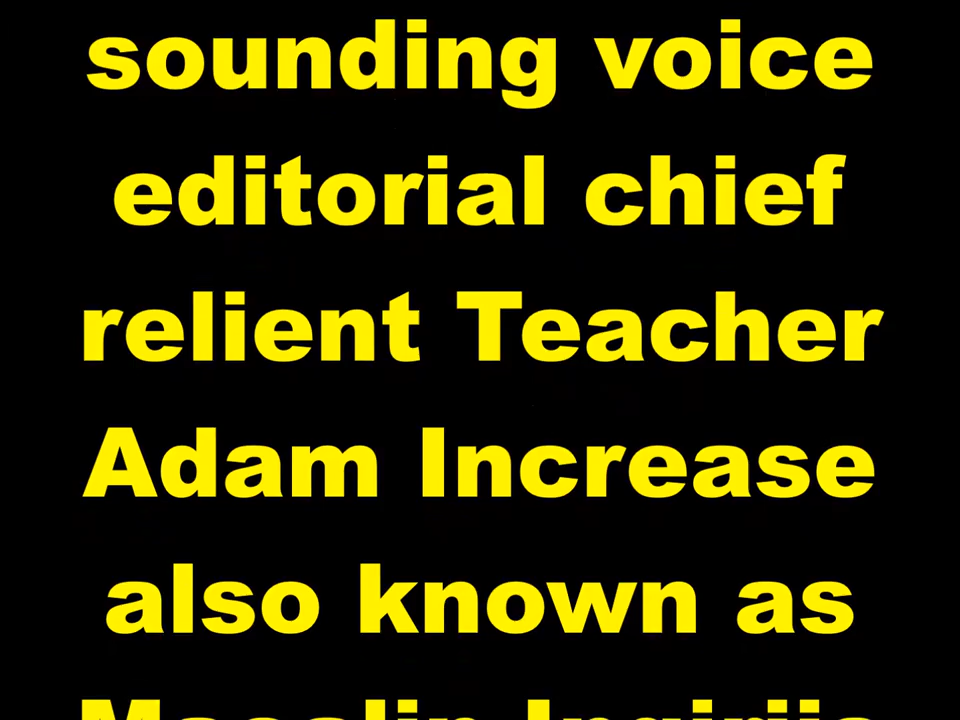 sounding voice
editorial chief
relient Teacher
Adam Increase
also known as